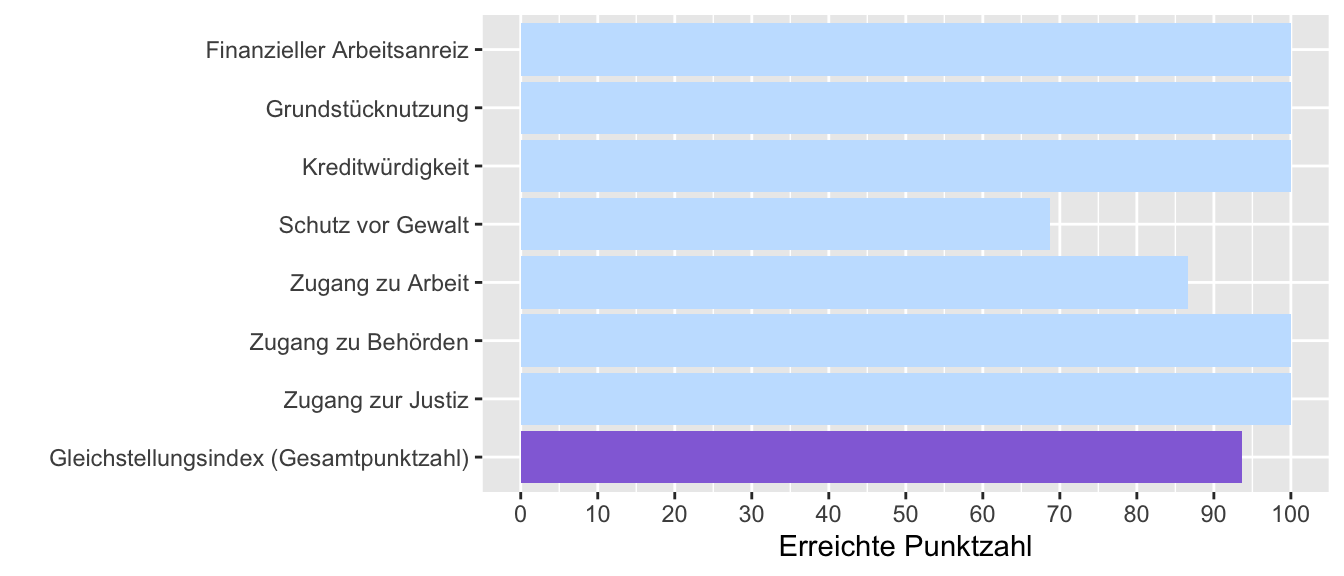 Finanzieller Arbeitsanreiz
Grundstücknutzung
Kreditwürdigkeit
Schutz vor Gewalt
Zugang zu Arbeit
Zugang zu Behörden
Zugang zur Justiz
Gleichstellungsindex (Gesamtpunktzahl)
0 10 20 30 40 50 60 70 80 90 100
Erreichte Punktzahl